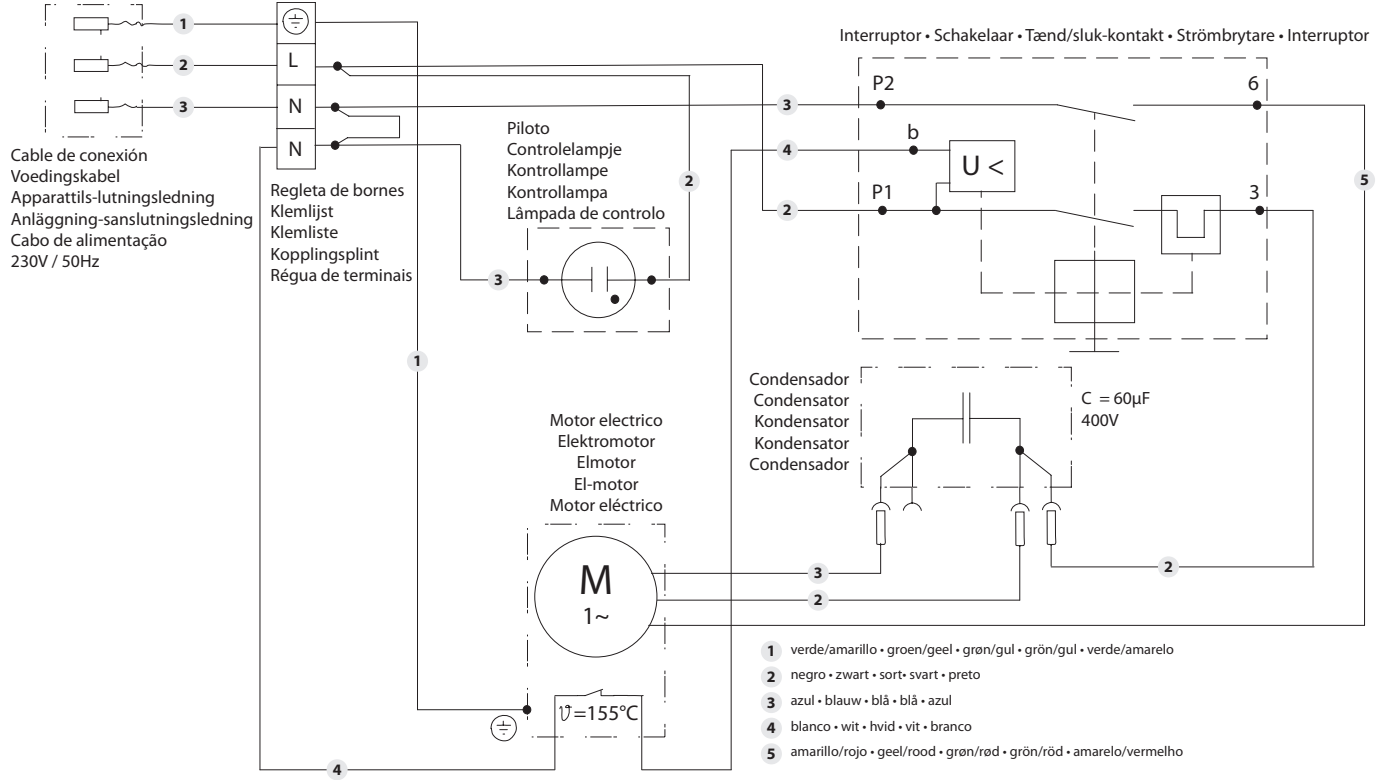 1
2
3
L
N
N
Cable de conexión
Voedingskabel
Apparattils-lutningsledning
Anläggning-sanslutningsledning
Cabo de alimentação
230V / 50Hz
Regleta de bornes
Klemlijst
Klemliste
Kopplingsplint
Régua de terminais
Piloto
Controlelampje
Kontrollampe
Kontrollampa
Lâmpada de controlo
2
3
1
Interruptor • Schakelaar • Tænd/sluk-kontakt • Strömbrytare • Interruptor
P2
6
3
b
4
U <
5
P1
3
2
Condensador
Condensator
Kondensator
Kondensator
Condensador
C = 60µF
400V
Motor electrico
Elektromotor
Elmotor
El-motor
Motor eléctrico
M
1~
3
2
2
ϑ=155°C
4
1 verde/amarillo • groen/geel • grøn/gul • grön/gul • verde/amarelo
2 negro • zwart • sort• svart • preto
3 azul • blauw • blå • blå • azul
4 blanco • wit • hvid • vit • branco
5 amarillo/rojo • geel/rood • grøn/rød • grön/röd • amarelo/vermelho